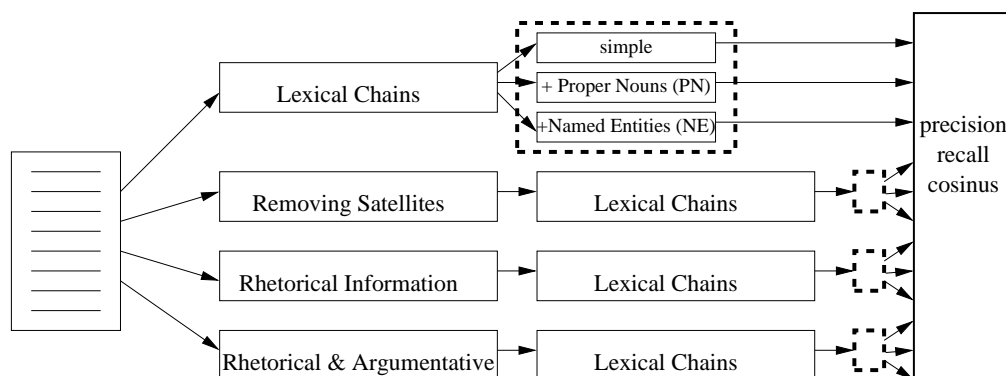 simple
Lexical Chains
+ Proper Nouns (PN)
+Named Entities (NE)
precision
recall
cosinus
Removing Satellites
Lexical Chains
Rhetorical Information
Lexical Chains
Rhetorical & Argumentative
Lexical Chains